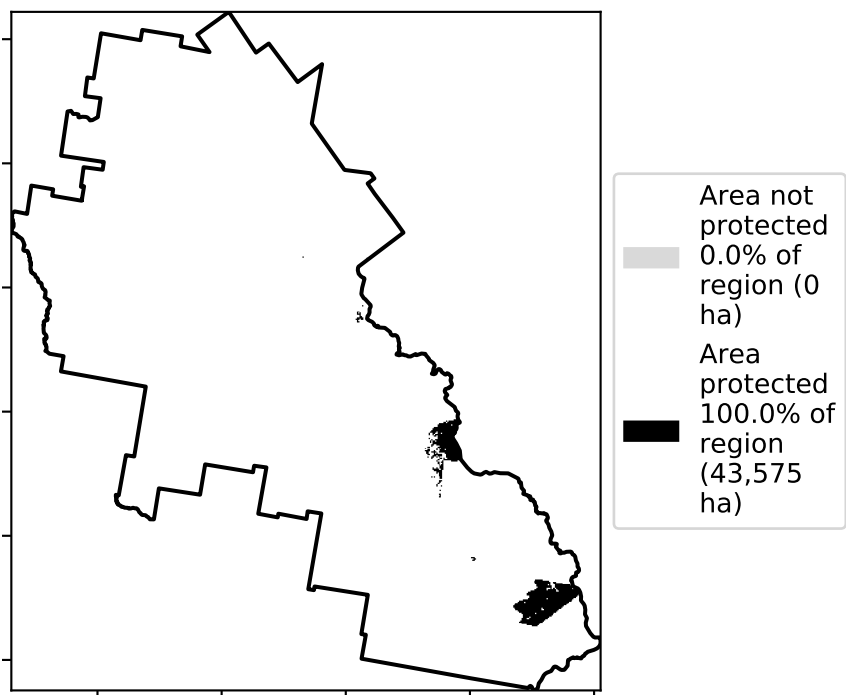 Area not
protected
0.0% of
region (0
ha)
Area
protected
100.0% of
region
(43,575
ha)